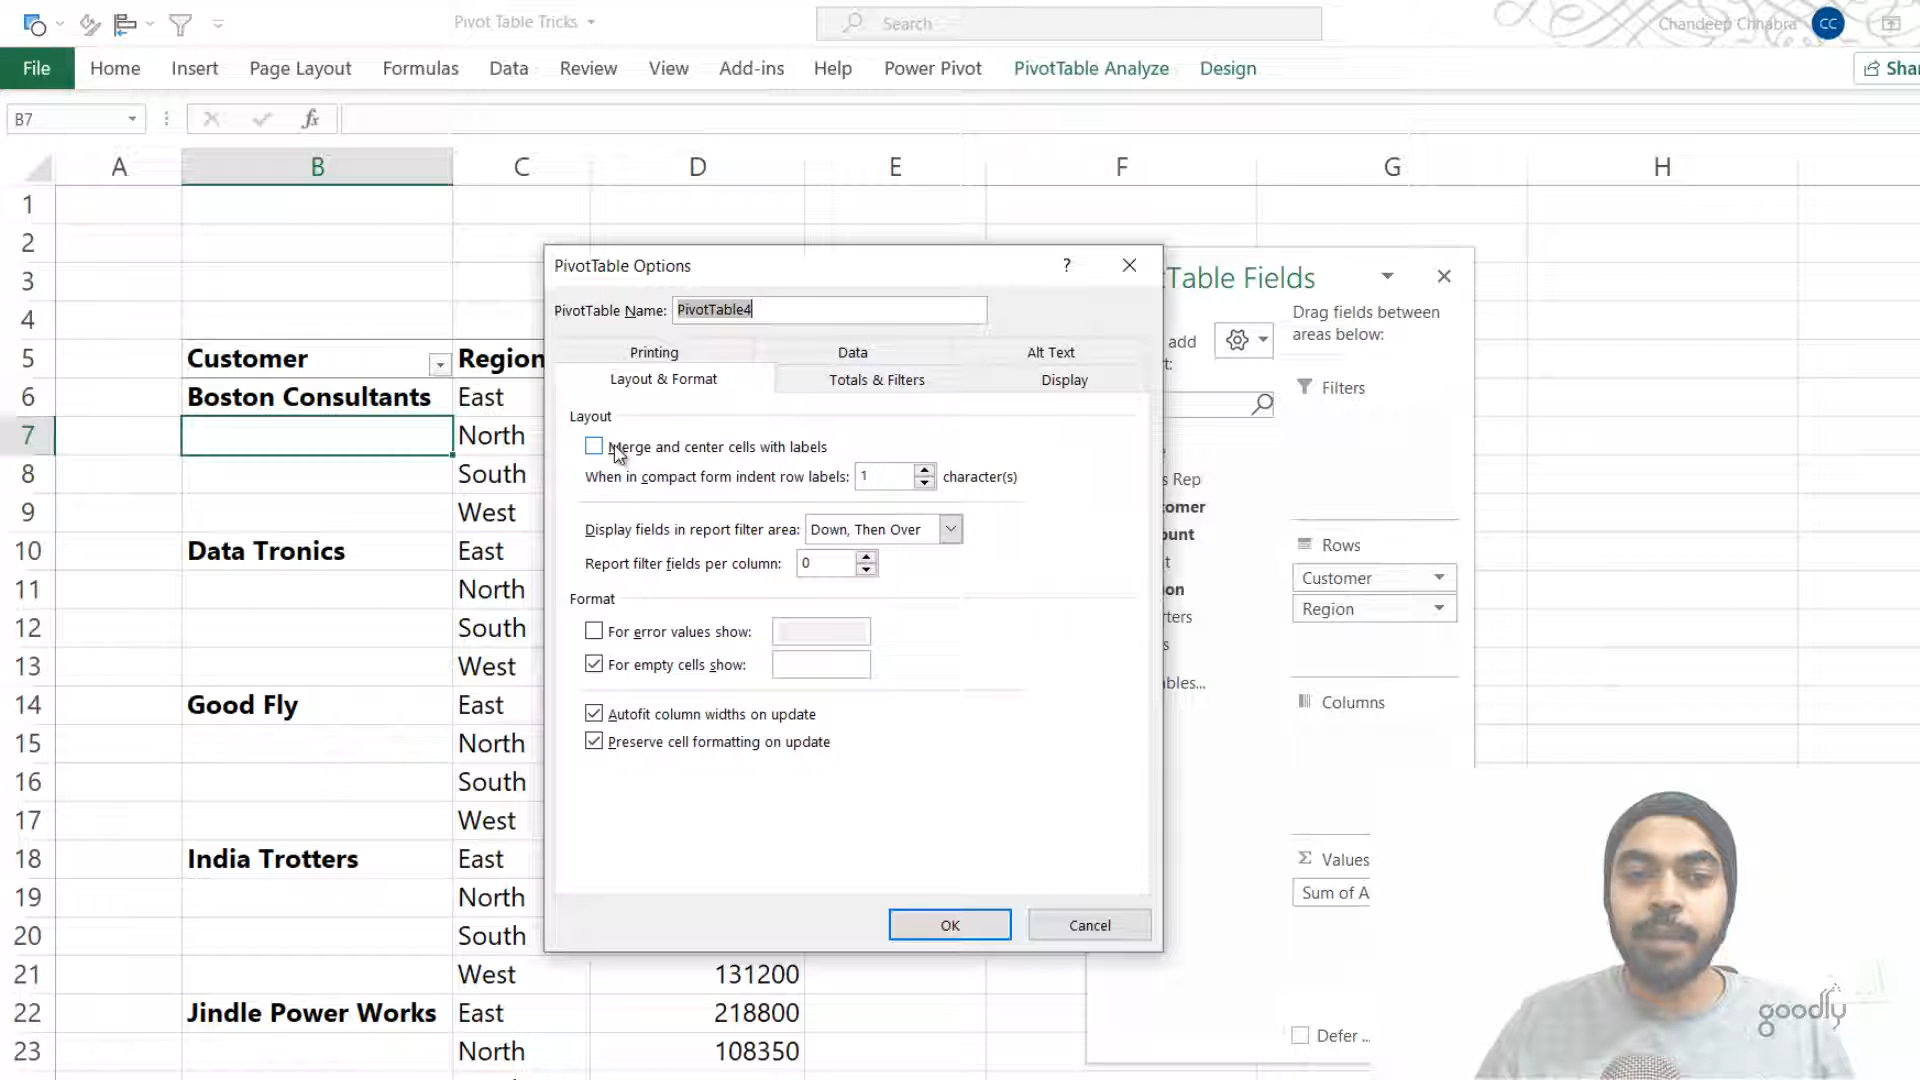 Pivot Table Tricks
Search
Chandeep Chhabra
CC
File
Home
Insert
Page Layout
Formulas
Data
Review
View
Add-ins
Help
Power Pivot
PivotTable Analyze
Design
B7
fx
A B C D E F G H
1
2
3
4
5 Customer Region
6 Boston Consultants East
7 North
8 South
9 West
10 Data Tronics East
11 North
12 South
13 West
14 Good Fly East
15 North
16 South
17 West
18 India Trotters East
19 North
20 South
21 West 131200
22 Jindle Power Works East 218800
23 North 108350
PivotTable Options
?
PivotTable Name: PivotTable4
Printing
Data
Alt Text
Layout & Format
Totals & Filters
Display
Layout
Merge and center cells with labels
When in compact form indent row labels: 1 character(s)
Display fields in report filter area: Down, Then Over
Report filter fields per column: 0
Format
For error values show:
For empty cells show:
Autofit column widths on update
Preserve cell formatting on update
OK
Cancel
Table Fields
add
Drag fields between
areas below:
Filters
Rows
Customer
Region
Columns
Σ Values
Sum of A
Defer ...
goodly